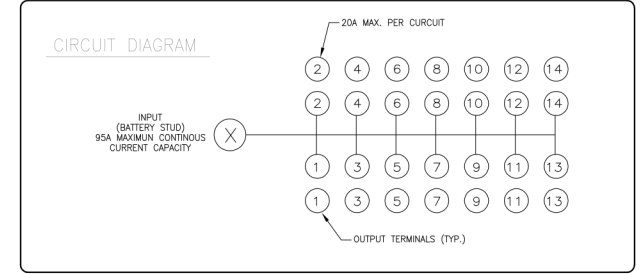 20A MAX. PER CURCUIT
CIRCUIT DIAGRAM
2 4 6 8 10 12 14
2 4 6 8 10 12 14
INPUT
(BATTERY STUD)
95A MAXIMUN CONTINOUS
CURRENT CAPACITY
X
1 3 5 7 9 11 13
1 3 5 7 9 11 13
OUTPUT TERMINALS (TYP.)